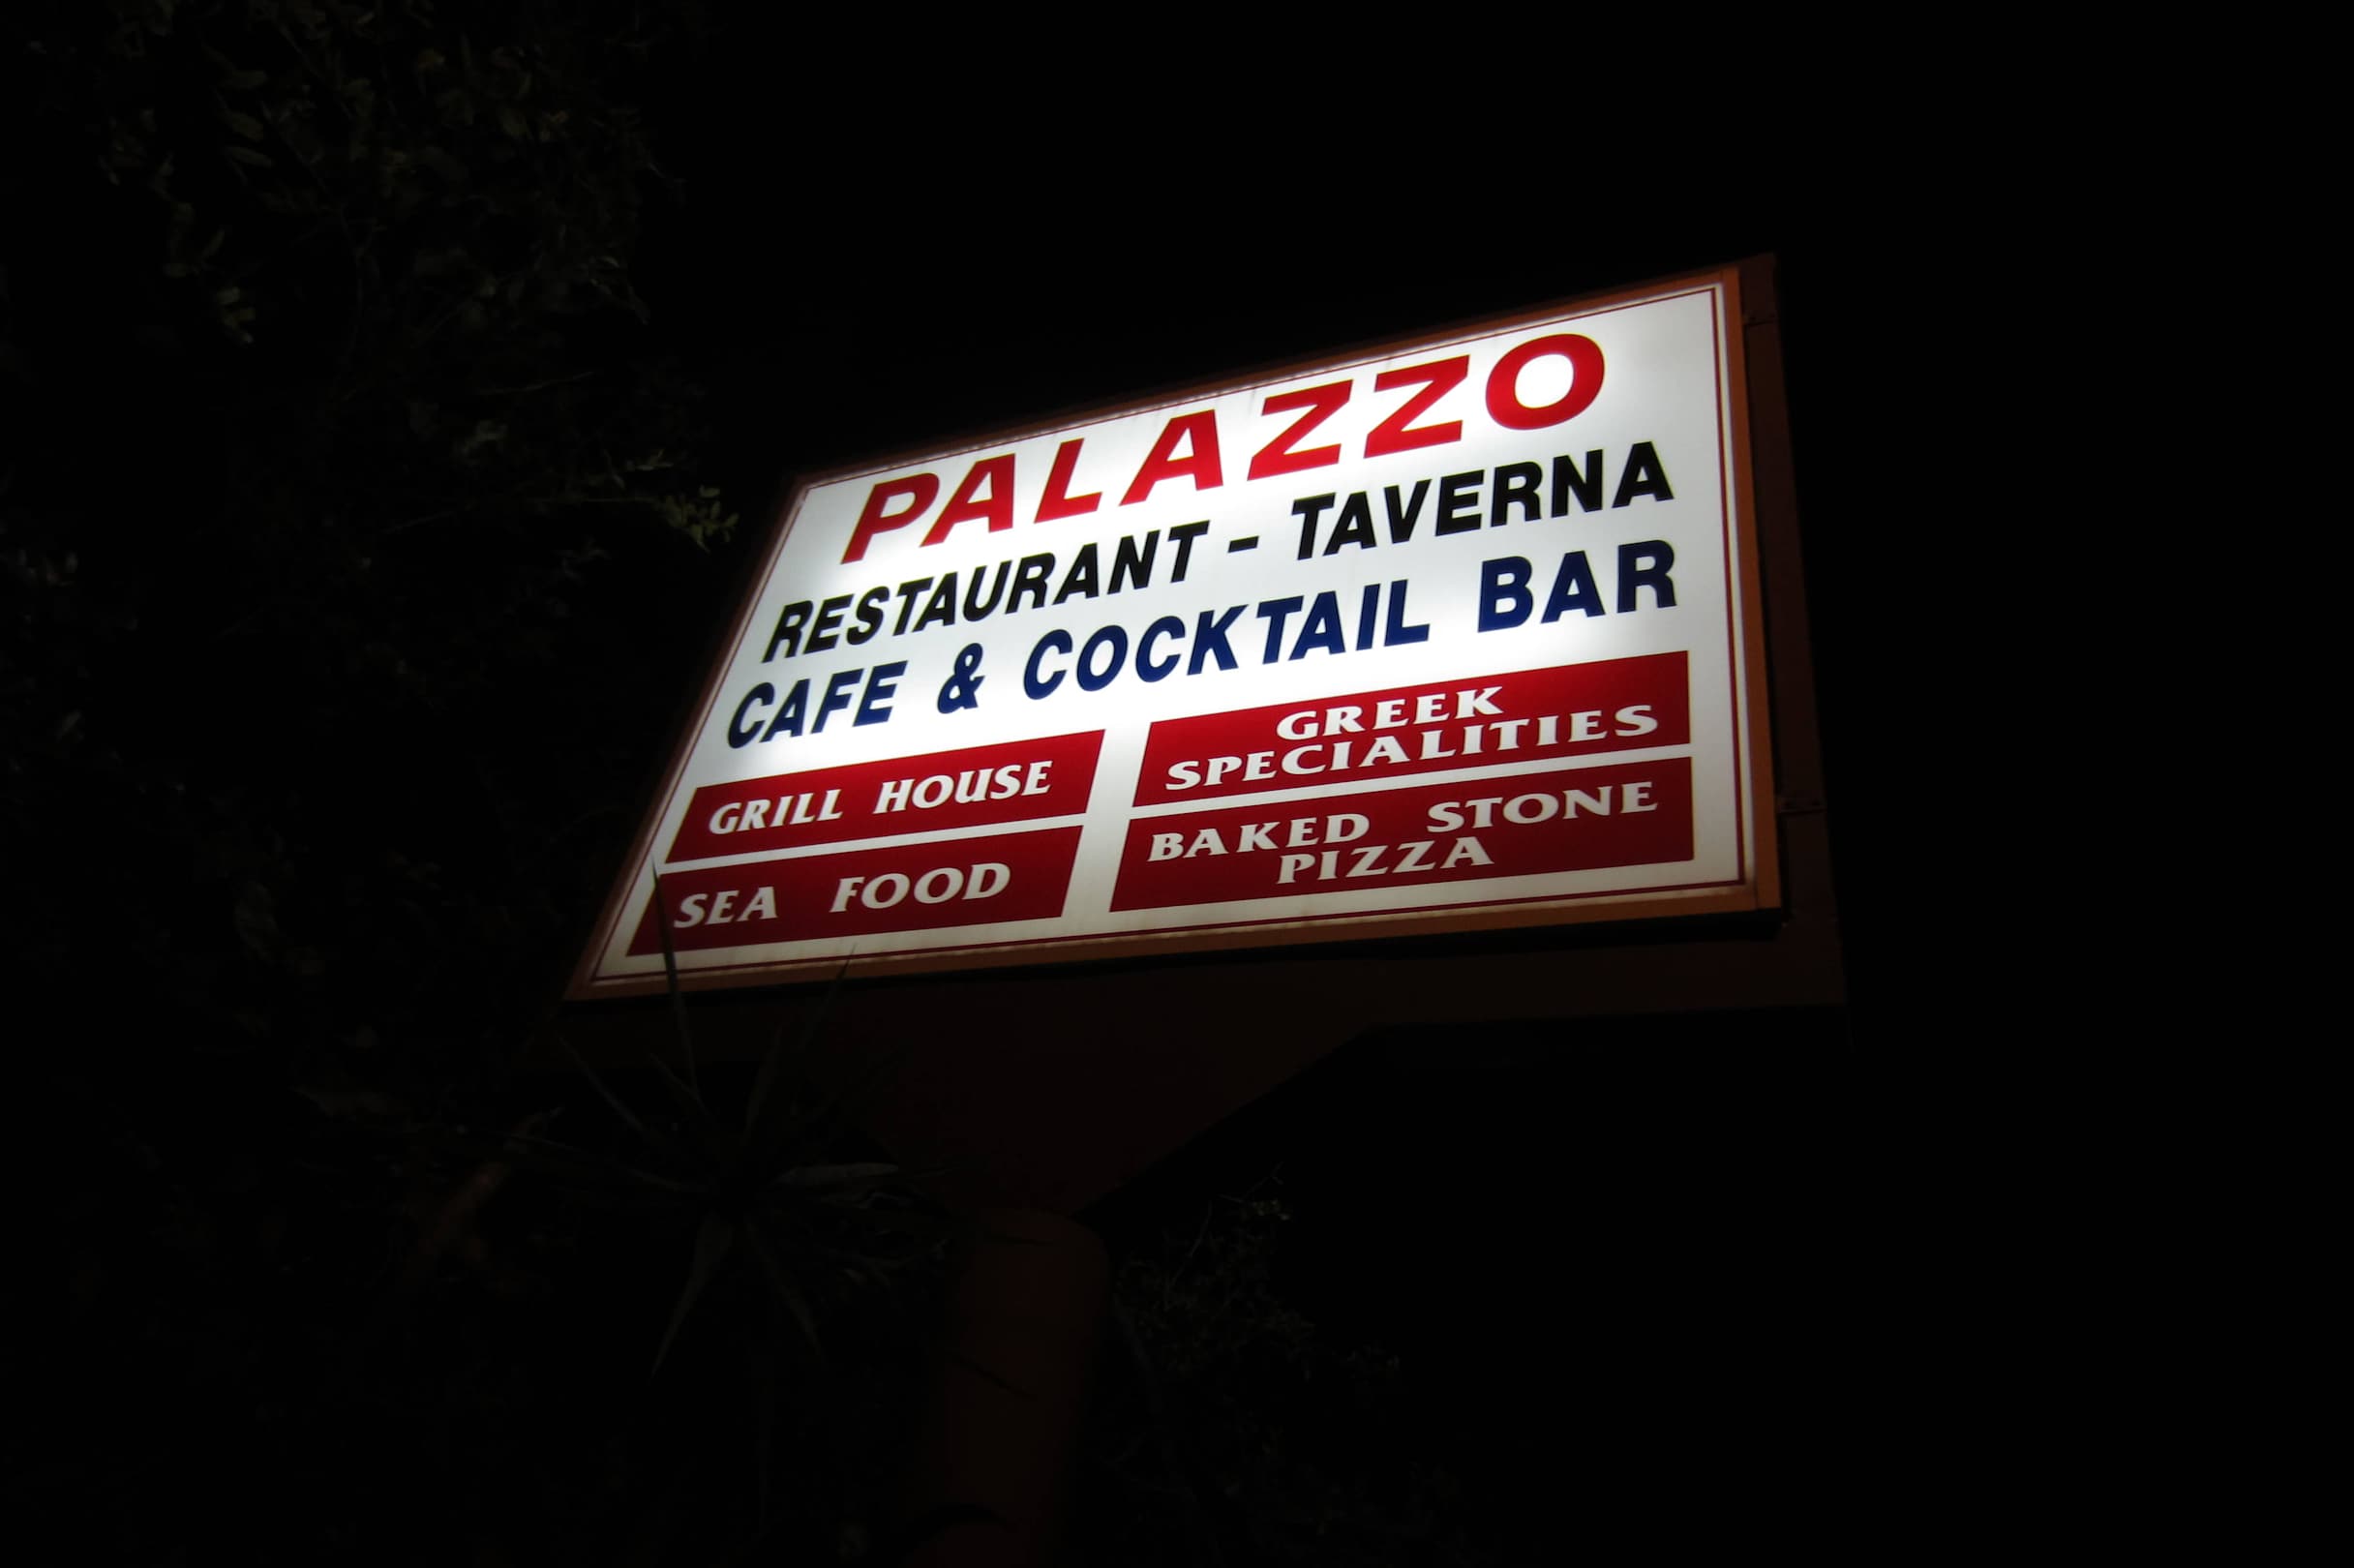 PALAZZO
RESTAURANT - TAVERNA
CAFE & COCKTAIL BAR
GRILL HOUSE
GREEK
SPECIALITIES
SEA FOOD
BAKED STONE
PIZZA